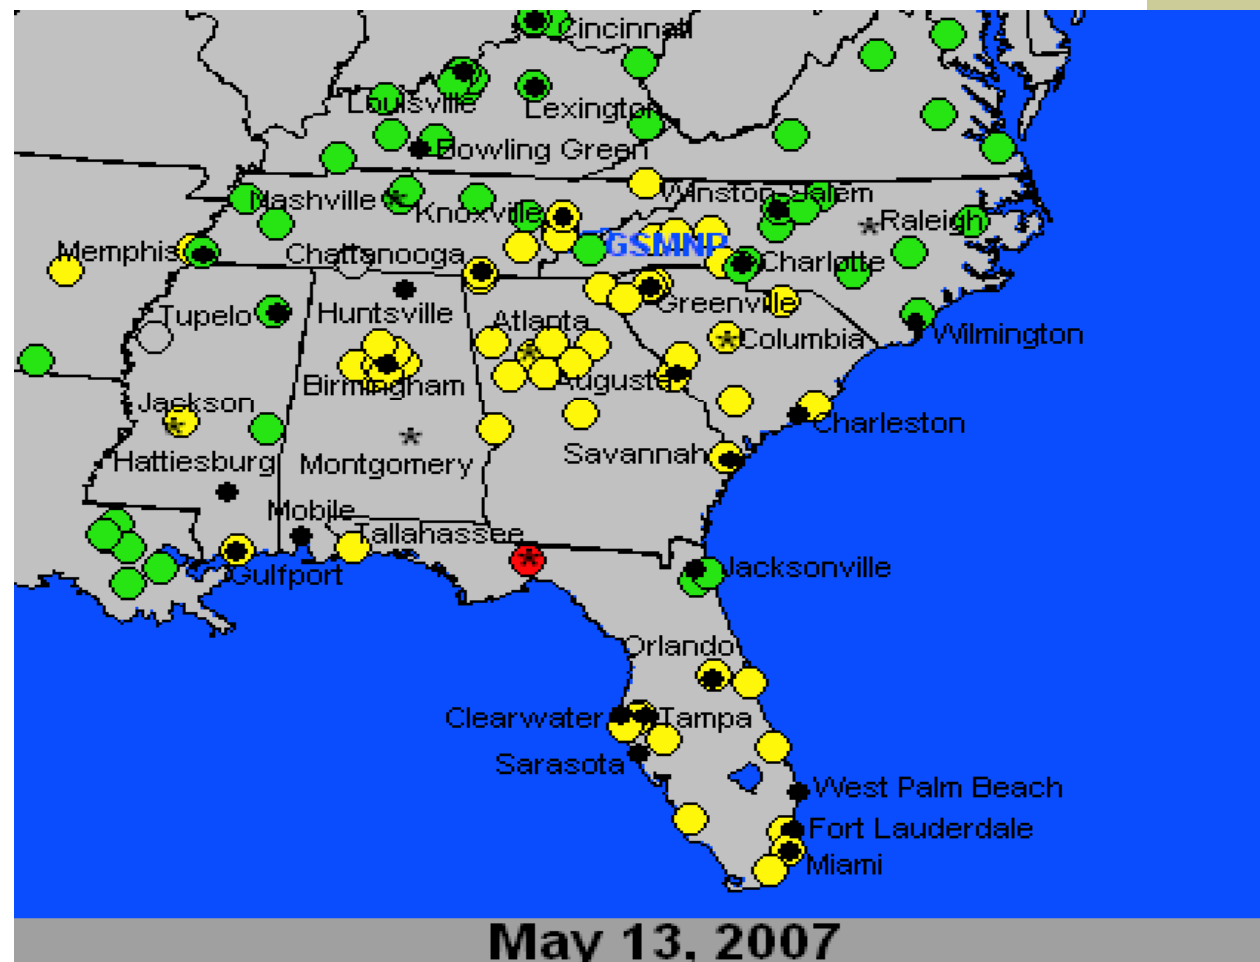 Cincinnati
Louisville
Lexington
Bowling Green
Nashville
Knoxville
Winston-Salem
Raleigh
Memphis
Chattanooga
GSMNP
Charlotte
Tupelo
Huntsville
Atlanta
Greenville
Columbia
Wilmington
Birmingham
Augusta
Jackson
Charleston
Hattiesburg
Montgomery
Savannah
Mobile
Tallahassee
Gulfport
Jacksonville
Orlando
Clearwater
Tampa
Sarasota
West Palm Beach
Fort Lauderdale
Miami
May 13, 2007